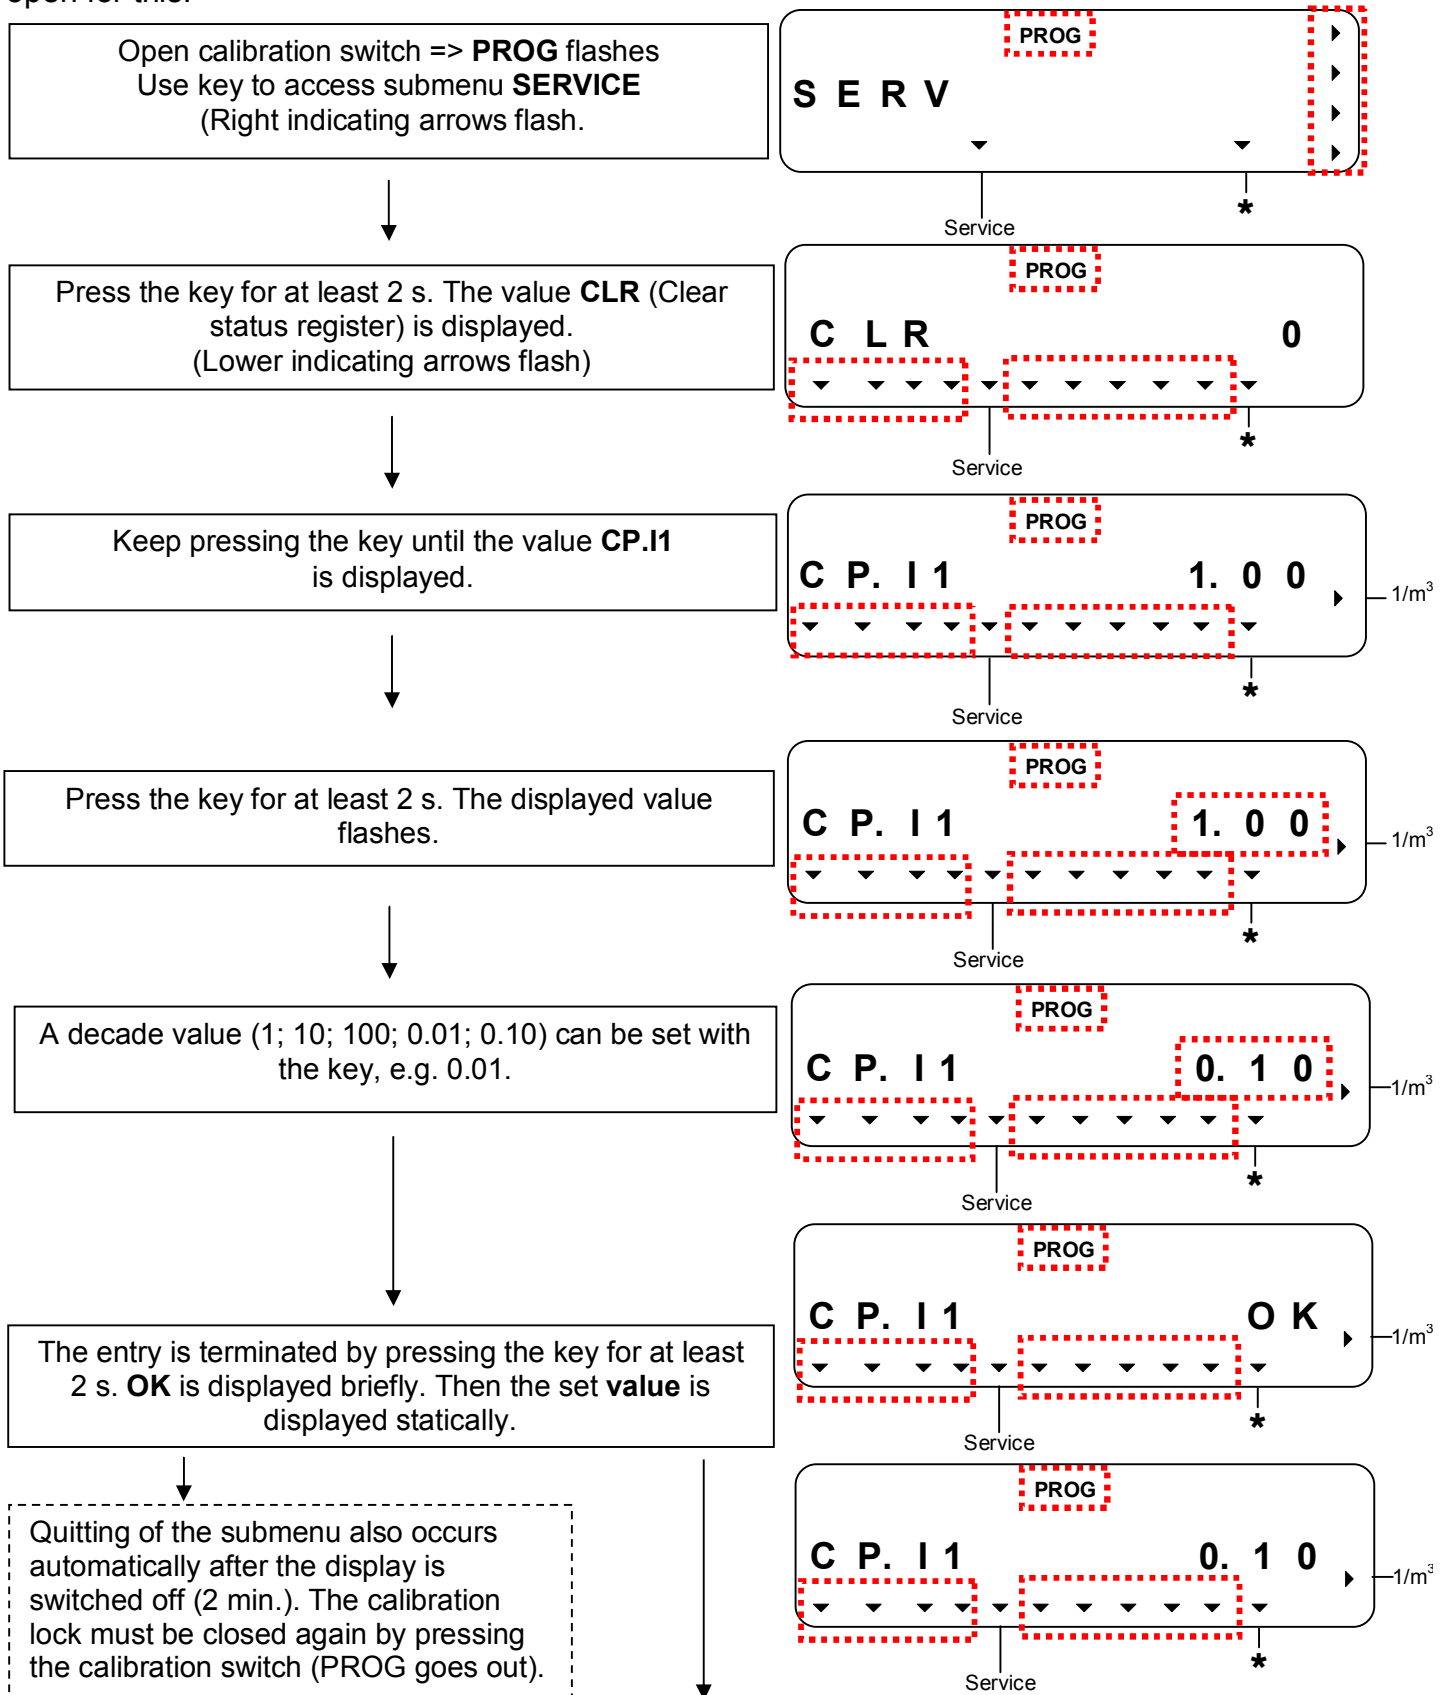 open for this.
Open calibration switch => PROG flashes
Use key to access submenu SERVICE
(Right indicating arrows flash.
PROG
S E R V
Service
*
Press the key for at least 2 s. The value CLR (Clear
status register) is displayed.
(Lower indicating arrows flash)
PROG
C L R 0
Service
*
Keep pressing the key until the value CP.I1
is displayed.
PROG
C P. I 1 1. 0 0
1/m³
Service
*
Press the key for at least 2 s. The displayed value
flashes.
PROG
C P. I 1 1. 0 0
1/m³
Service
*
A decade value (1; 10; 100; 0.01; 0.10) can be set with
the key, e.g. 0.01.
PROG
C P. I 1 0. 1 0
1/m³
Service
*
The entry is terminated by pressing the key for at least
2 s. OK is displayed briefly. Then the set value is
displayed statically.
PROG
C P. I 1 O K
1/m³
Service
*
Quitting of the submenu also occurs
automatically after the display is
switched off (2 min.). The calibration
lock must be closed again by pressing
the calibration switch (PROG goes out).
PROG
C P. I 1 0. 1 0
1/m³
Service
*